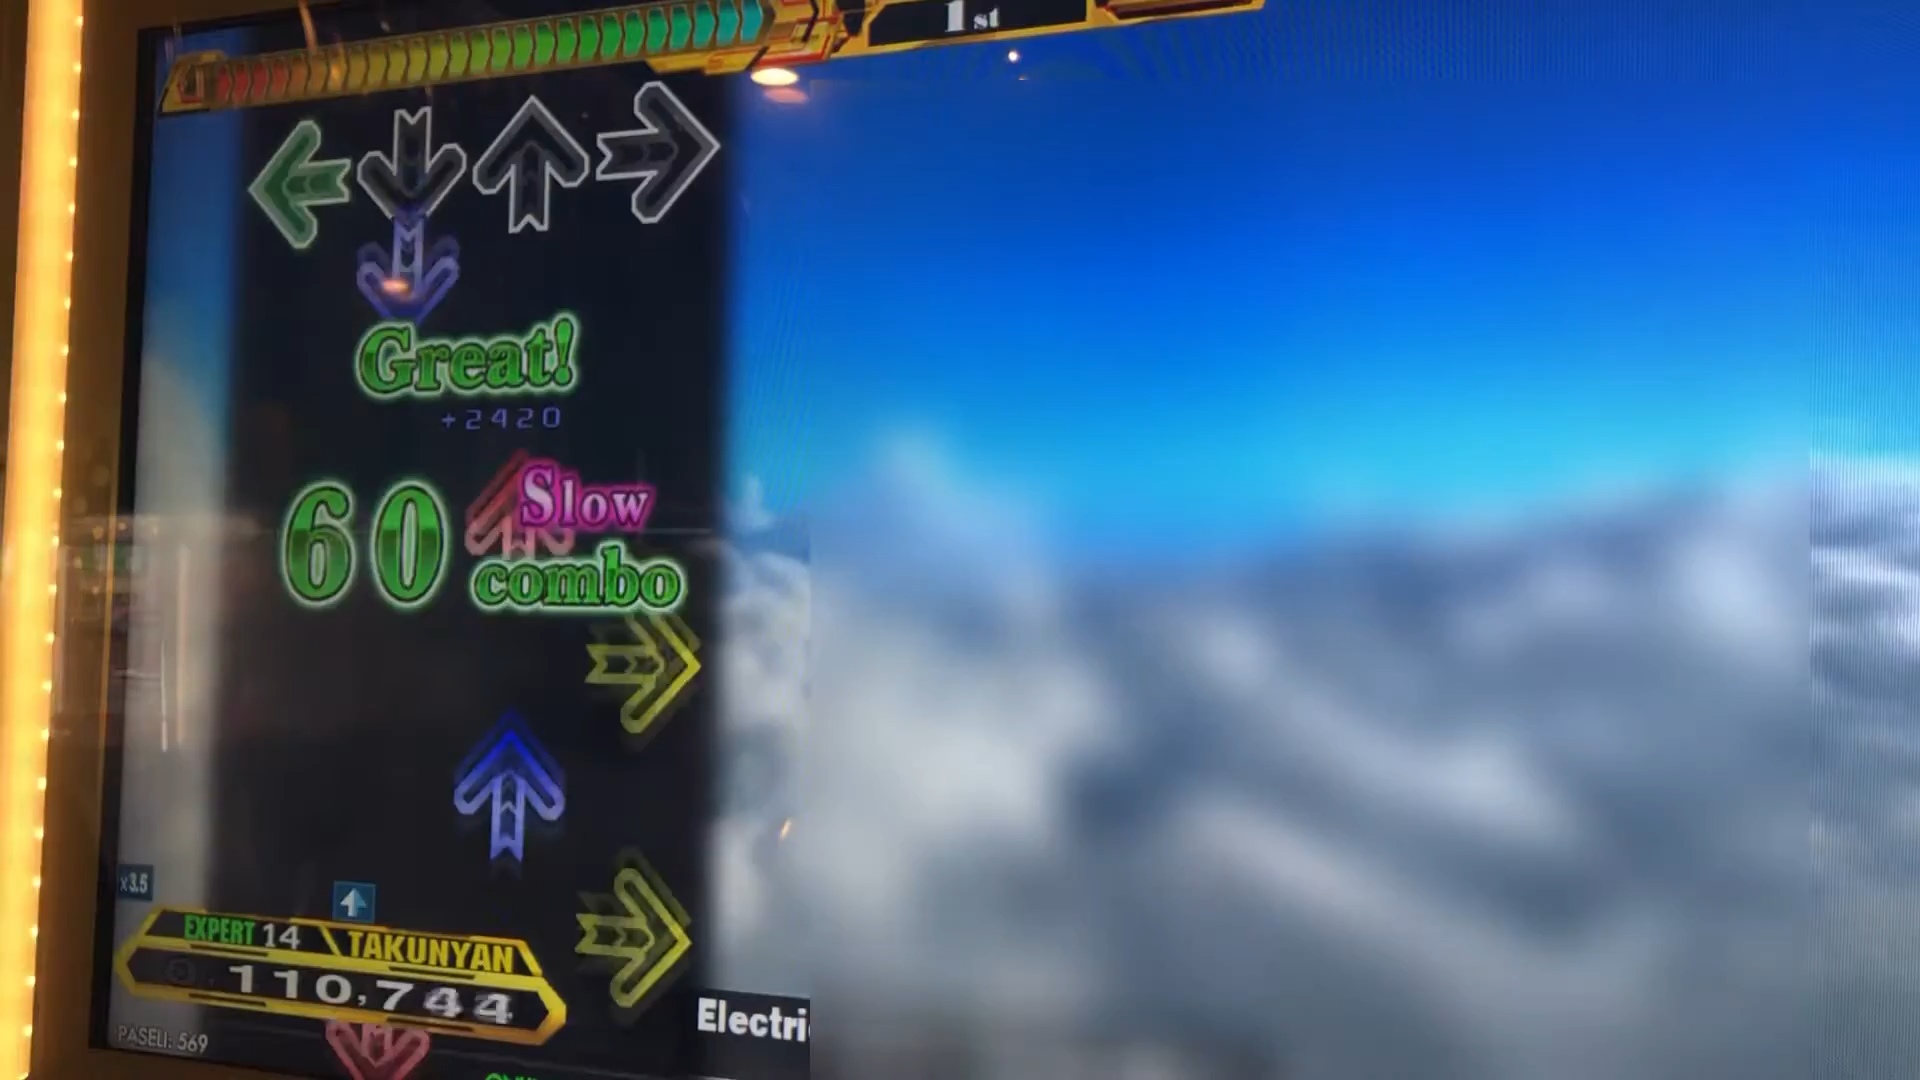 1st
Great!
+2420
Slow
60
combo
x3.5
EXPERT 14
TAKUNYAN
110,744
PASELI: 569
Electri